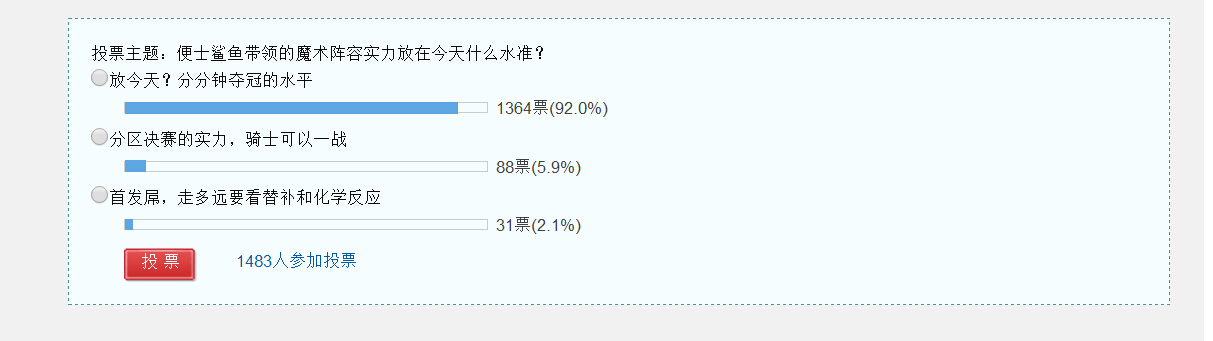 投票主题：便士鲨鱼带领的魔术阵容实力放在今天什么水准？
放今天？分分钟夺冠的水平
1364票(92.0%)
分区决赛的实力，骑士可以一战
88票(5.9%)
首发屌，走多远要看替补和化学反应
31票(2.1%)
投 票 1483人参加投票